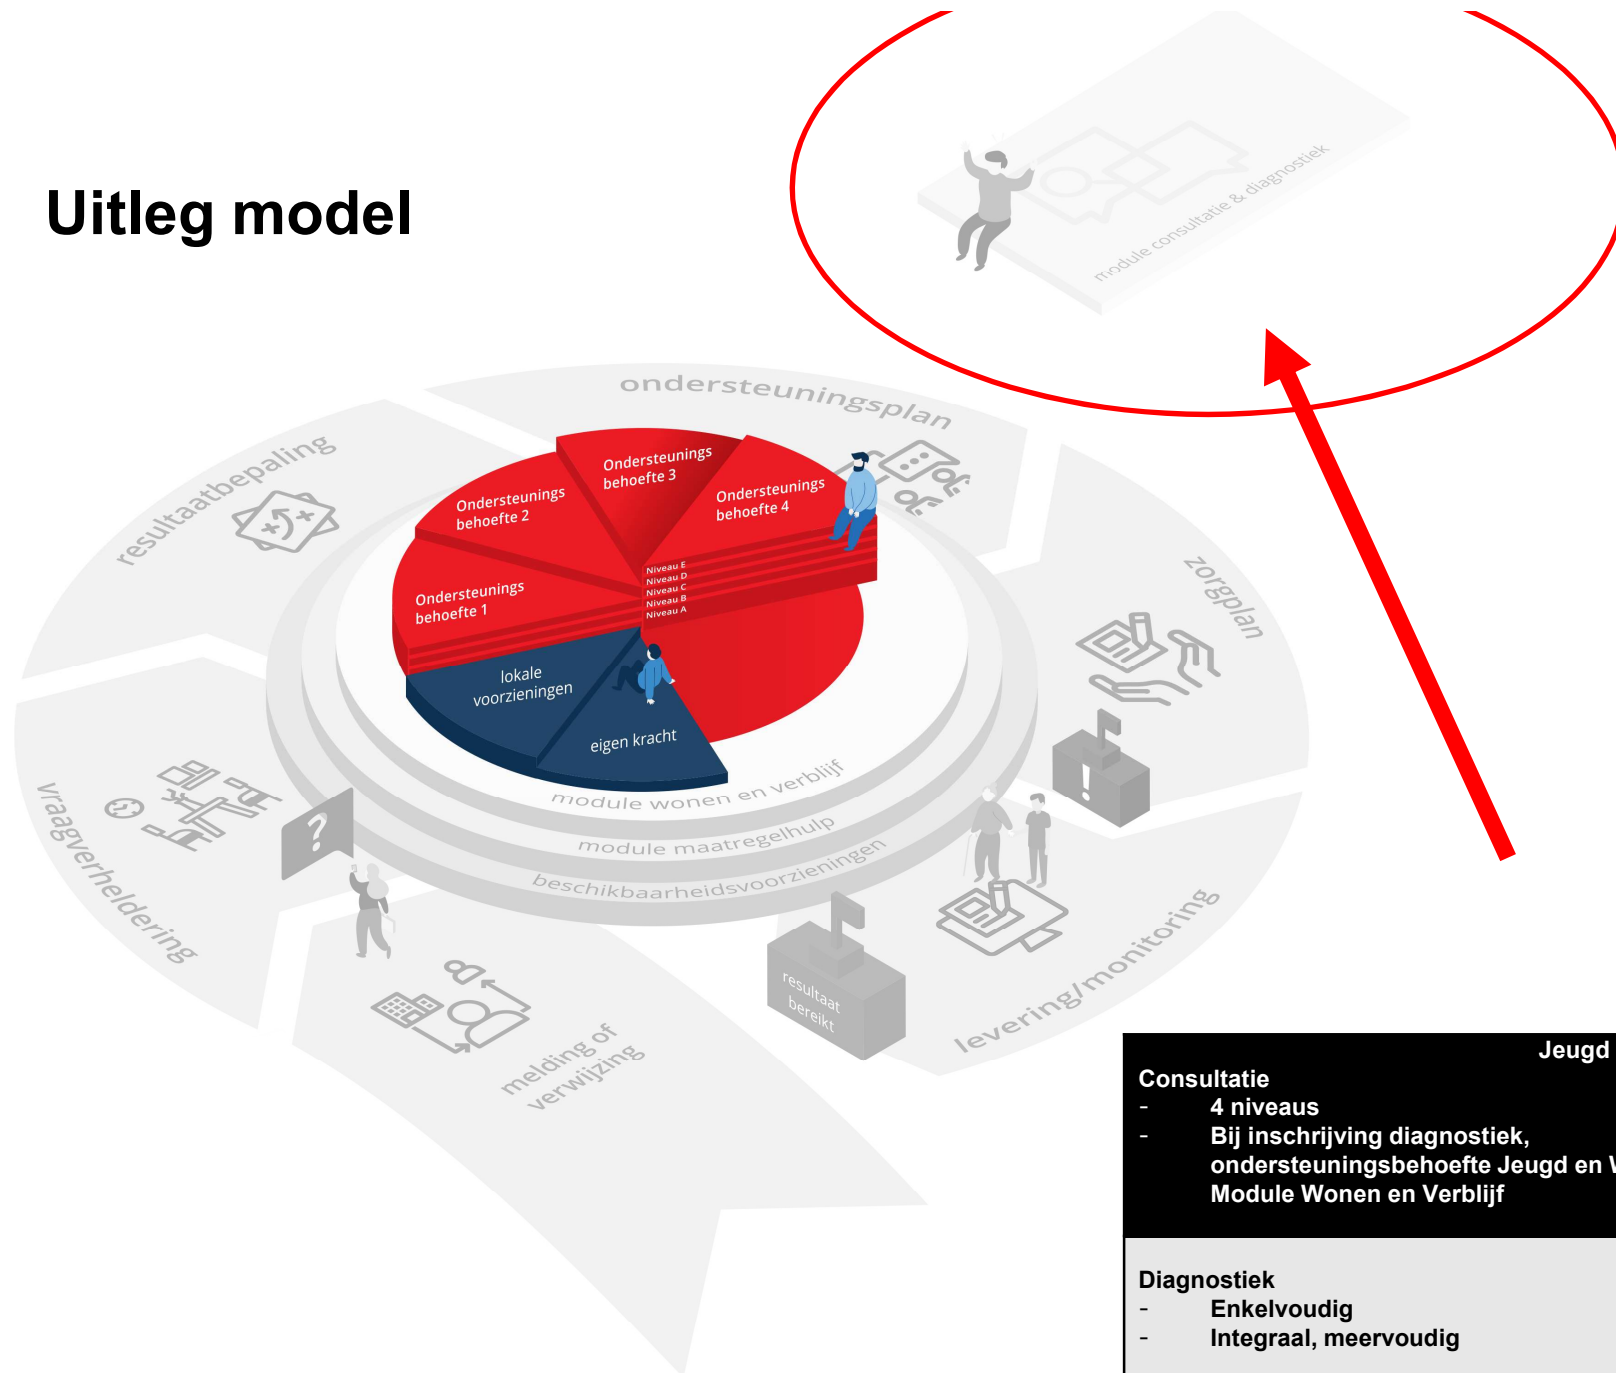 Uitleg model
module consultatie & diagnostiek
ondersteuningsplan
resultaatbepaling
zorgplan
vraagverheldering
levering/monitoring
melding of
verwijzing
Ondersteunings
behoefte 3
Ondersteunings
behoefte 4
Ondersteunings
behoefte 2
Ondersteunings
behoefte 1
Niveau E
Niveau D
Niveau C
Niveau B
Niveau A
lokale
voorzieningen
eigen kracht
module wonen en verblijf
module maatregelhulp
beschikbaarheidsvoorzieningen
?
!
resultaat
bereikt
Jeugd
Consultatie
- 4 niveaus
- Bij inschrijving diagnostiek,
ondersteuningsbehoefte Jeugd en
Module Wonen en Verblijf
Diagnostiek
- Enkelvoudig
- Integraal, meervoudig